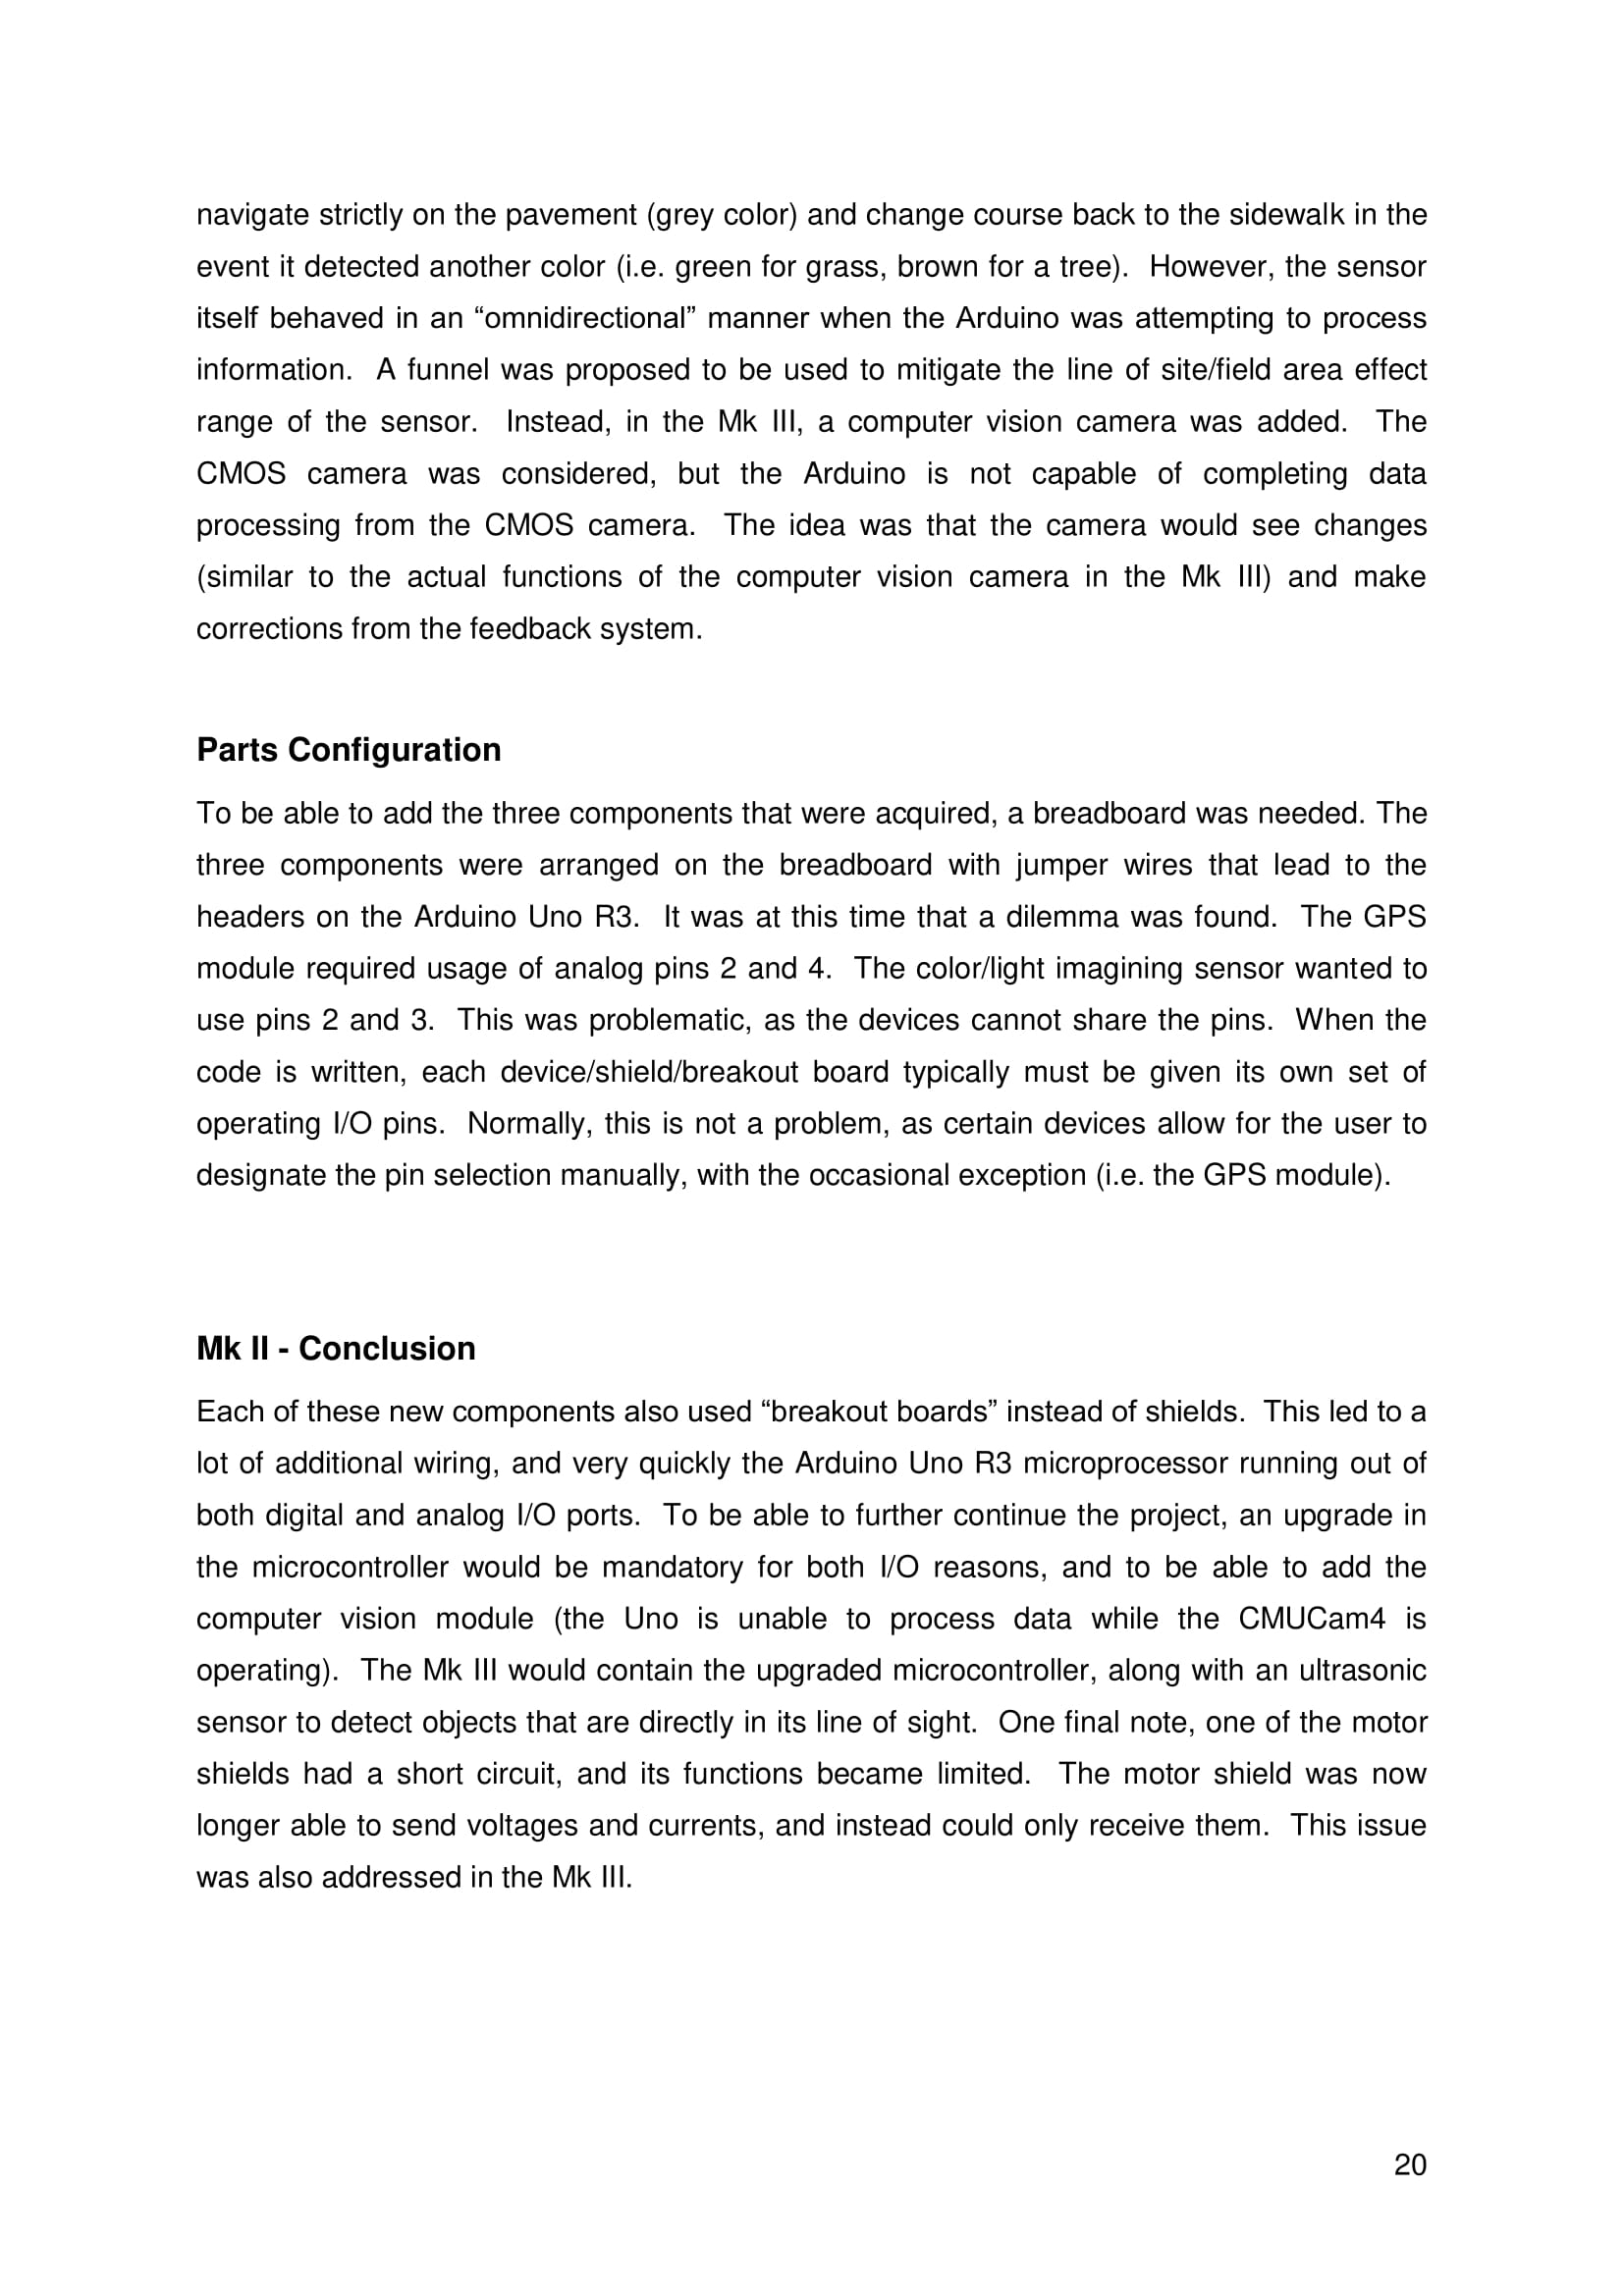 navigate strictly on the pavement (grey color) and change course back to the sidewalk in the
event it detected another color (i.e. green for grass, brown for a tree).  However, the sensor
itself behaved in an “omnidirectional” manner when the Arduino was attempting to process
information.  A funnel was proposed to be used to mitigate the line of site/field area effect
range of the sensor.  Instead, in the Mk III, a computer vision camera was added.  The
CMOS camera was considered, but the Arduino is not capable of completing data
processing from the CMOS camera.  The idea was that the camera would see changes
(similar to the actual functions of the computer vision camera in the Mk III) and make
corrections from the feedback system.
Parts Configuration
To be able to add the three components that were acquired, a breadboard was needed. The
three components were arranged on the breadboard with jumper wires that lead to the
headers on the Arduino Uno R3.  It was at this time that a dilemma was found.  The GPS
module required usage of analog pins 2 and 4.  The color/light imagining sensor wanted to
use pins 2 and 3.  This was problematic, as the devices cannot share the pins.  When the
code is written, each device/shield/breakout board typically must be given its own set of
operating I/O pins.  Normally, this is not a problem, as certain devices allow for the user to
designate the pin selection manually, with the occasional exception (i.e. the GPS module).
Mk II - Conclusion
Each of these new components also used “breakout boards” instead of shields.  This led to a
lot of additional wiring, and very quickly the Arduino Uno R3 microprocessor running out of
both digital and analog I/O ports.  To be able to further continue the project, an upgrade in
the microcontroller would be mandatory for both I/O reasons, and to be able to add the
computer vision module (the Uno is unable to process data while the CMUCam4 is
operating).  The Mk III would contain the upgraded microcontroller, along with an ultrasonic
sensor to detect objects that are directly in its line of sight.  One final note, one of the motor
shields had a short circuit, and its functions became limited.  The motor shield was now
longer able to send voltages and currents, and instead could only receive them.  This issue
was also addressed in the Mk III.
20